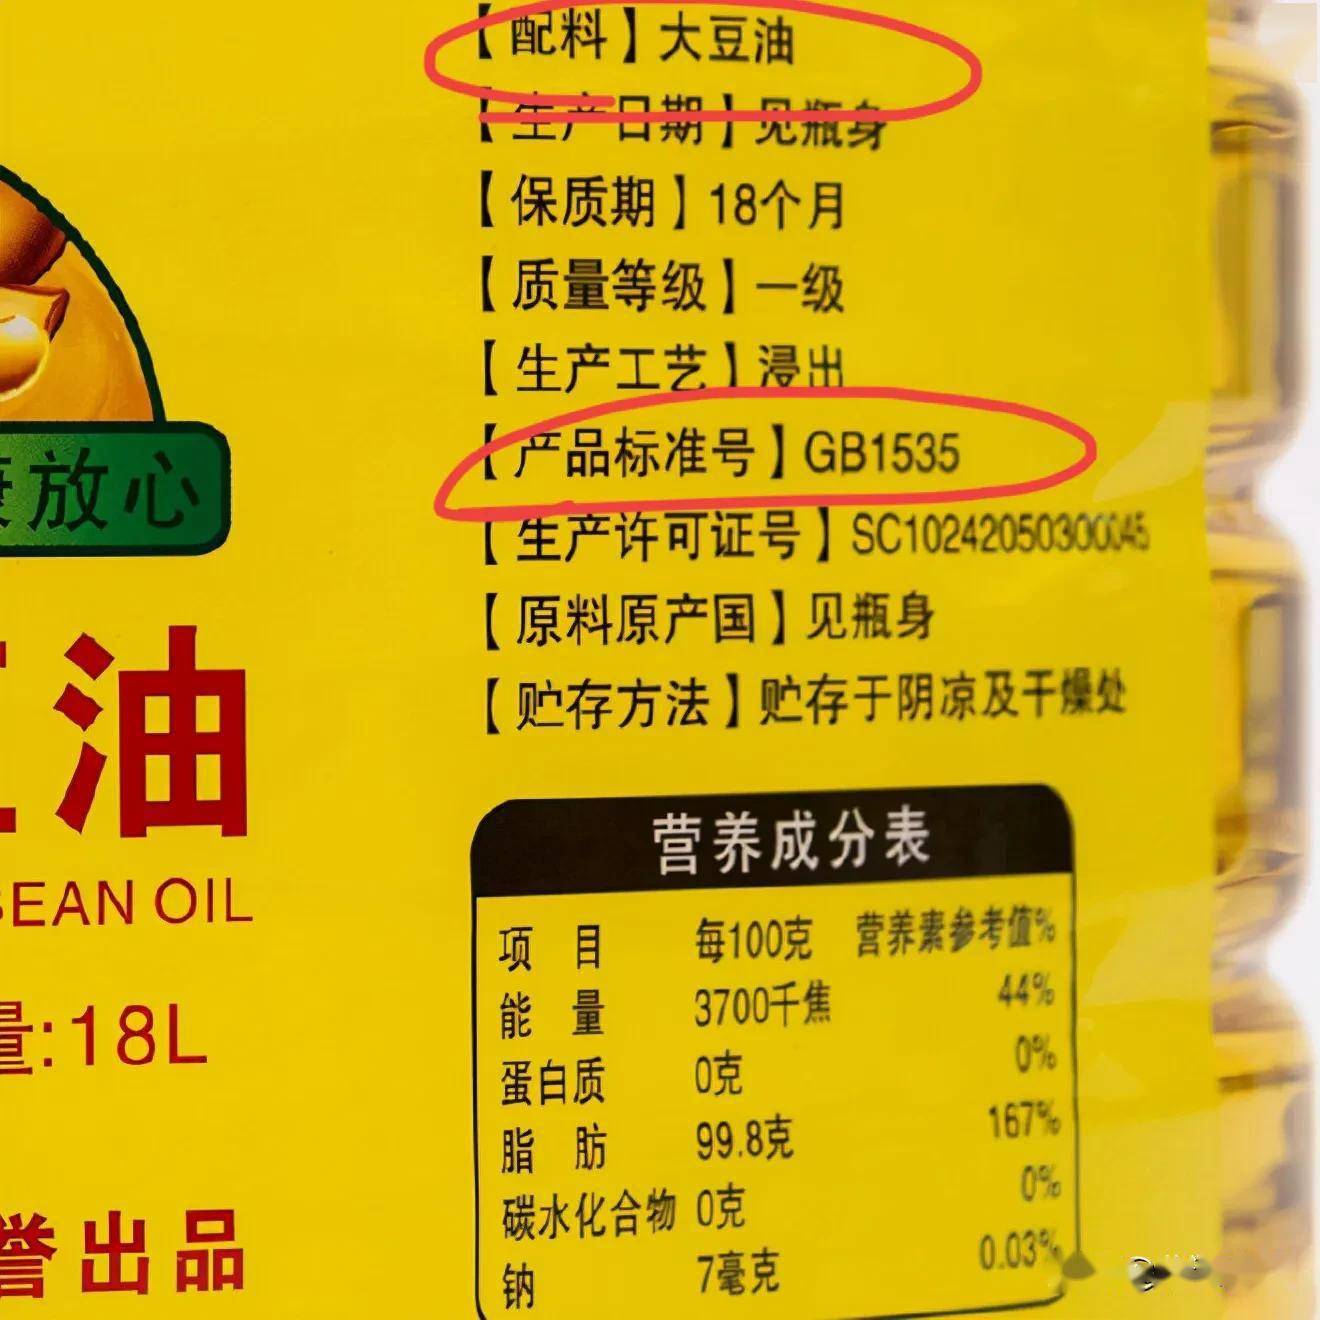 【配料】大豆油
【生产日期】见瓶身
【保质期】18个月
【质量等级】一级
【生产工艺】浸出
【产品标准号】GB1535
【生产许可证号】SC10242050300045
【原料原产国】见瓶身
【贮存方法】贮存于阴凉及干燥处
康放心
油
BEAN OIL
量:18L
誉出品
营养成分表
项 目 每100克 营养素参考值%
能 量 3700千焦 44%
蛋白质 0克 0%
脂 肪 99.8克 167%
碳水化合物 0克 0%
钠 7毫克 0.03%